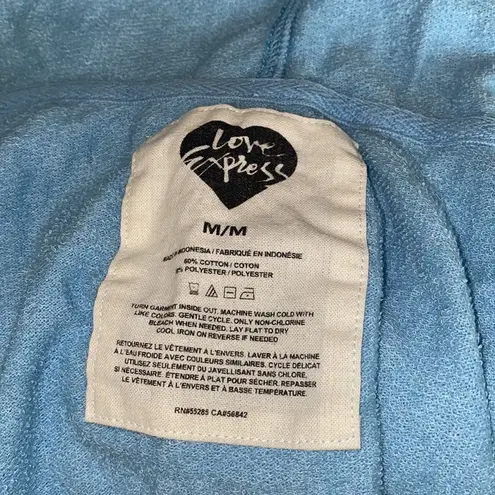 Love
Express
M/M
MADE IN INDONESIA / FABRIQUÉ EN INDONÉSIE
60% COTTON / COTON
POLYESTER / POLYESTER
TURN GARMENT INSIDE OUT. MACHINE WASH COLD WITH
LIKE COLORS. GENTLE CYCLE. ONLY NON-CHLORINE
BLEACH WHEN NEEDED. LAY FLAT TO DRY
COOL IRON ON REVERSE IF NEEDED
RETOURNEZ LE VÊTEMENT À L'ENVERS. LAVER À LA MACHINE
À L'EAU FROIDE AVEC COULEURS SIMILAIRES. CYCLE DÉLICAT
UTILISEZ SEULEMENT DU JAVELLISANT SANS CHLORE,
SI NÉCESSAIRE. ÉTENDRE À PLAT POUR SÉCHER. REPASSER
LE VÊTEMENT À L'ENVERS ET À BASSE TEMPÉRATURE.
RN#55285 CA#56842